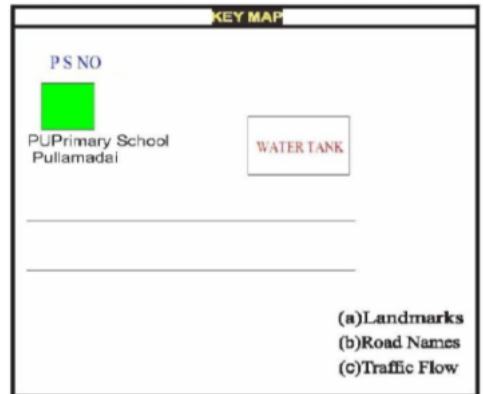 KEY MAP
P S NO
PUPrimary School
Pullamadai
WATER TANK
(a)Landmarks
(b)Road Names
(c)Traffic Flow